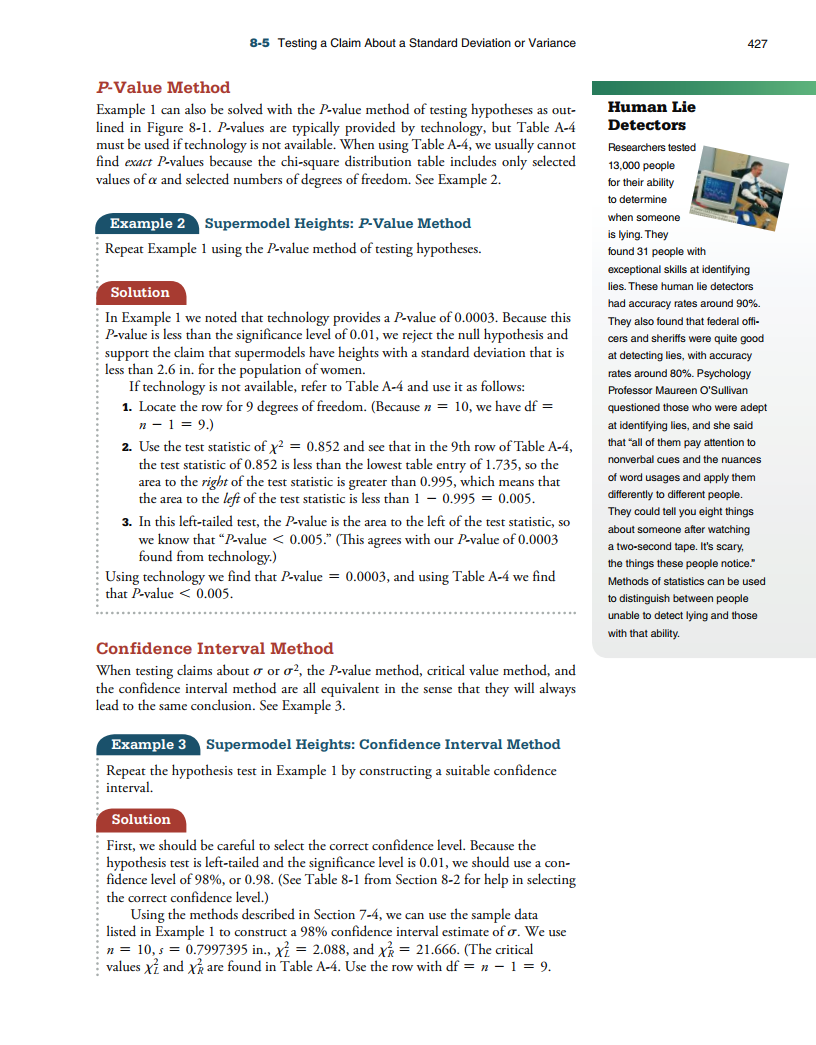 8-5 Testing a Claim About a Standard Deviation or Variance 427
P-Value Method
Example 1 can also be solved with the P-value method of testing hypotheses as out-
lined in Figure 8-1. P-values are typically provided by technology, but Table A-4
must be used if technology is not available. When using Table A-4, we usually cannot
find exact P-values because the chi-square distribution table includes only selected
values of α and selected numbers of degrees of freedom. See Example 2.
Example 2 Supermodel Heights: P-Value Method
Repeat Example 1 using the P-value method of testing hypotheses.
Solution
In Example 1 we noted that technology provides a P-value of 0.0003. Because this
P-value is less than the significance level of 0.01, we reject the null hypothesis and
support the claim that supermodels have heights with a standard deviation that is
less than 2.6 in. for the population of women.
If technology is not available, refer to Table A-4 and use it as follows:
1. Locate the row for 9 degrees of freedom. (Because n = 10, we have df =
n − 1 = 9.)
2. Use the test statistic of χ² = 0.852 and see that in the 9th row of Table A-4,
the test statistic of 0.852 is less than the lowest table entry of 1.735, so the
area to the right of the test statistic is greater than 0.995, which means that
the area to the left of the test statistic is less than 1 − 0.995 = 0.005.
3. In this left-tailed test, the P-value is the area to the left of the test statistic, so
we know that “P-value < 0.005.” (This agrees with our P-value of 0.0003
found from technology.)
Using technology we find that P-value = 0.0003, and using Table A-4 we find
that P-value < 0.005.
Confidence Interval Method
When testing claims about σ or σ², the P-value method, critical value method, and
the confidence interval method are all equivalent in the sense that they will always
lead to the same conclusion. See Example 3.
Example 3 Supermodel Heights: Confidence Interval Method
Repeat the hypothesis test in Example 1 by constructing a suitable confidence
interval.
Solution
First, we should be careful to select the correct confidence level. Because the
hypothesis test is left-tailed and the significance level is 0.01, we should use a con-
fidence level of 98%, or 0.98. (See Table 8-1 from Section 8-2 for help in selecting
the correct confidence level.)
Using the methods described in Section 7-4, we can use the sample data
listed in Example 1 to construct a 98% confidence interval estimate of σ. We use
n = 10, s = 0.7997395 in., χ²L = 2.088, and χ²R = 21.666. (The critical
values χ²L and χ²R are found in Table A-4. Use the row with df = n − 1 = 9.
Human Lie
Detectors
Researchers tested
13,000 people
for their ability
to determine
when someone
is lying. They
found 31 people with
exceptional skills at identifying
lies. These human lie detectors
had accuracy rates around 90%.
They also found that federal offi-
cers and sheriffs were quite good
at detecting lies, with accuracy
rates around 80%. Psychology
Professor Maureen O’Sullivan
questioned those who were adept
at identifying lies, and she said
that “all of them pay attention to
nonverbal cues and the nuances
of word usages and apply them
differently to different people.
They could tell you eight things
about someone after watching
a two-second tape. It’s scary,
the things these people notice.”
Methods of statistics can be used
to distinguish between people
unable to detect lying and those
with that ability.